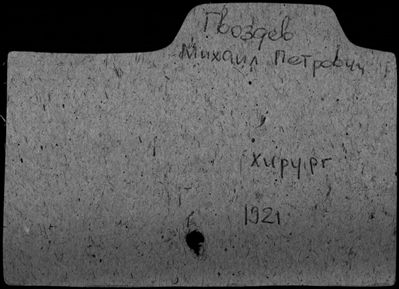 Гвоздев
Михаил Петрович
хирург
1921